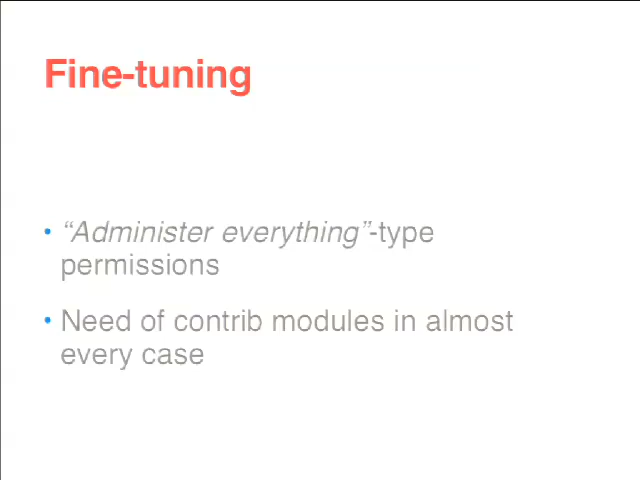 Fine-tuning
• “Administer everything”-type
permissions
• Need of contrib modules in almost
every case